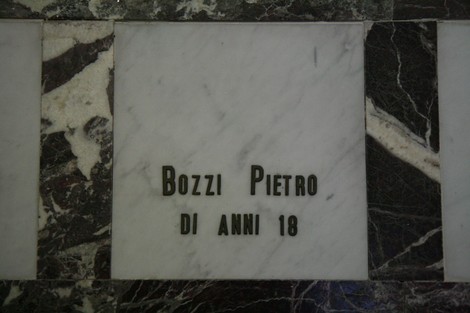 BOZZI PIETRO
DI ANNI 18